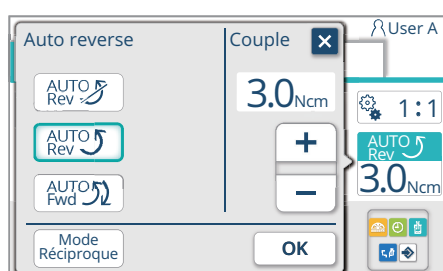 Auto reverse
Couple
User A
AUTO
Rev
3.0Ncm
1:1
AUTO
Rev
+
AUTO
Rev
3.0Ncm
AUTO
Fwd
−
Mode
Réciproque
OK